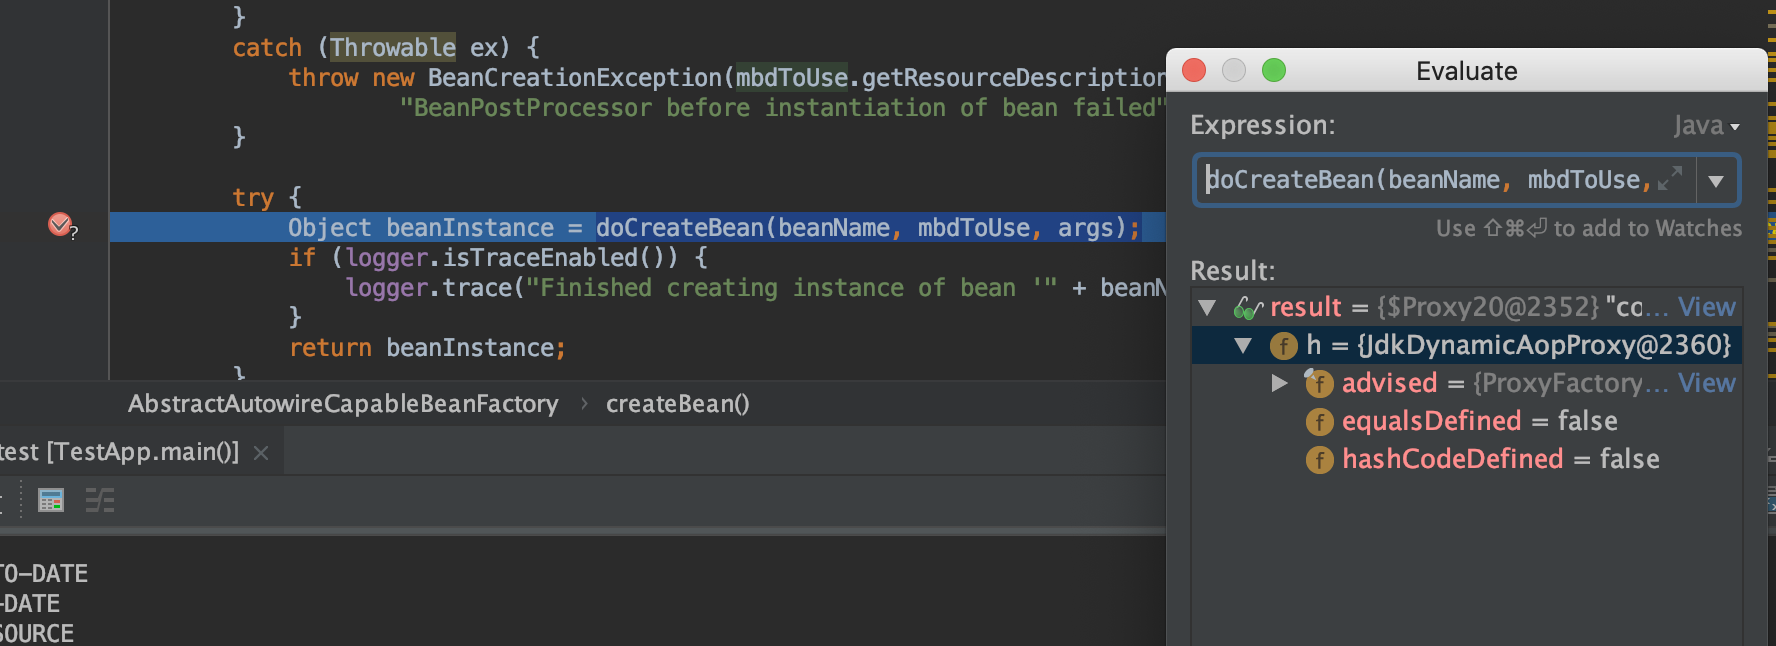 }
catch (Throwable ex) {
throw new BeanCreationException(mbdToUse.getResourceDescription
"BeanPostProcessor before instantiation of bean failed"
}
try {
Object beanInstance = doCreateBean(beanName, mbdToUse, args);
if (logger.isTraceEnabled()) {
logger.trace("Finished creating instance of bean '" + beanN
}
return beanInstance;
}
AbstractAutowireCapableBeanFactory › createBean()
test [TestApp.main()] ×
TO-DATE
-DATE
SOURCE
Evaluate
Expression:
Java
doCreateBean(beanName, mbdToUse,
Use ⇧⌘⏎ to add to Watches
Result:
result = {$Proxy20@2352} "co... View
f h = {JdkDynamicAopProxy@2360}
f advised = {ProxyFactory... View
f equalsDefined = false
f hashCodeDefined = false